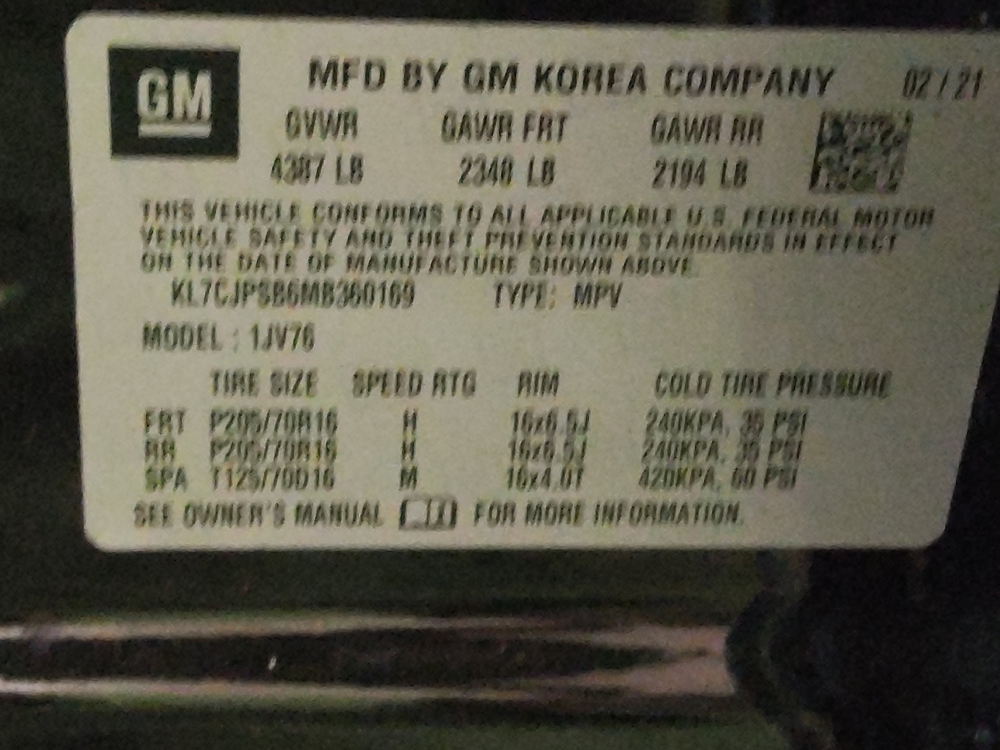 GM
MFD BY GM KOREA COMPANY 02/21
GVWR GAWR FRT GAWR RR
4387 LB 2348 LB 2194 LB
THIS VEHICLE CONFORMS TO ALL APPLICABLE U.S. FEDERAL MOTOR
VEHICLE SAFETY AND THEFT PREVENTION STANDARDS IN EFFECT
ON THE DATE OF MANUFACTURE SHOWN ABOVE.
KL7CJPSB6MB360169 TYPE: MPV
MODEL : 1JV76
TIRE SIZE SPEED RTG RIM COLD TIRE PRESSURE
FRT P205/70R16 H 16x6.5J 240KPA, 35 PSI
RR P205/70R16 H 16x6.5J 240KPA, 35 PSI
SPA T125/70D16 M 16x4.0T 420KPA, 60 PSI
SEE OWNER'S MANUAL FOR MORE INFORMATION.